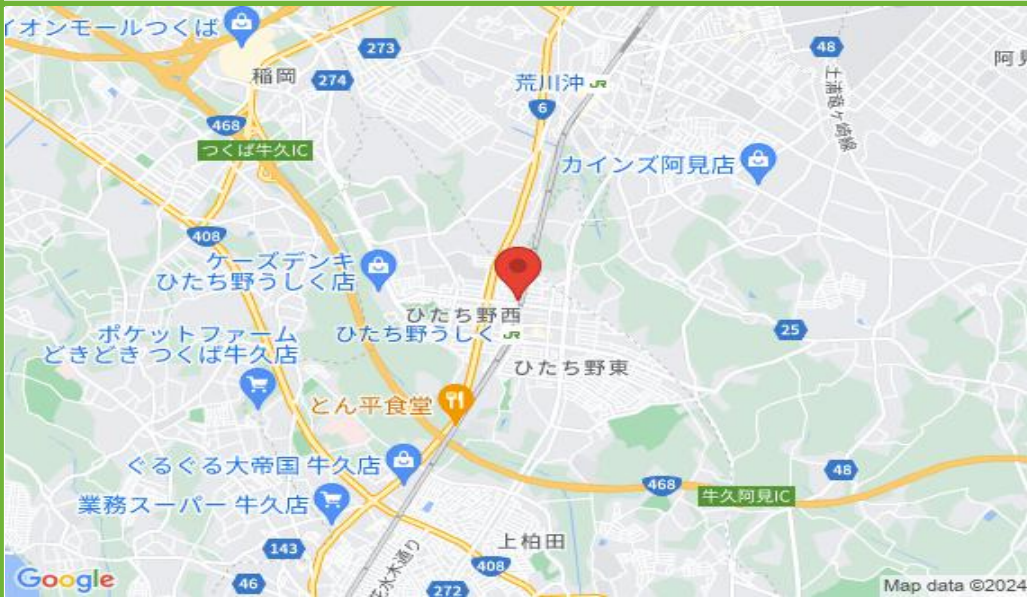 イオンモールつくば
273
48
稲岡
274
荒川沖 JR
阿見
土浦竜ヶ崎線
6
468
つくば牛久IC
カインズ阿見店
408
ケーズデンキ
ひたち野うしく店
ひたち野西
ポケットファーム
どきどき つくば牛久店
ひたち野うしく JR
25
ひたち野東
とん平食堂
ぐるぐる大帝国 牛久店
468
48
牛久阿見IC
業務スーパー 牛久店
143
上柏田
花水木通り
408
46
272
Google
Map data ©2024